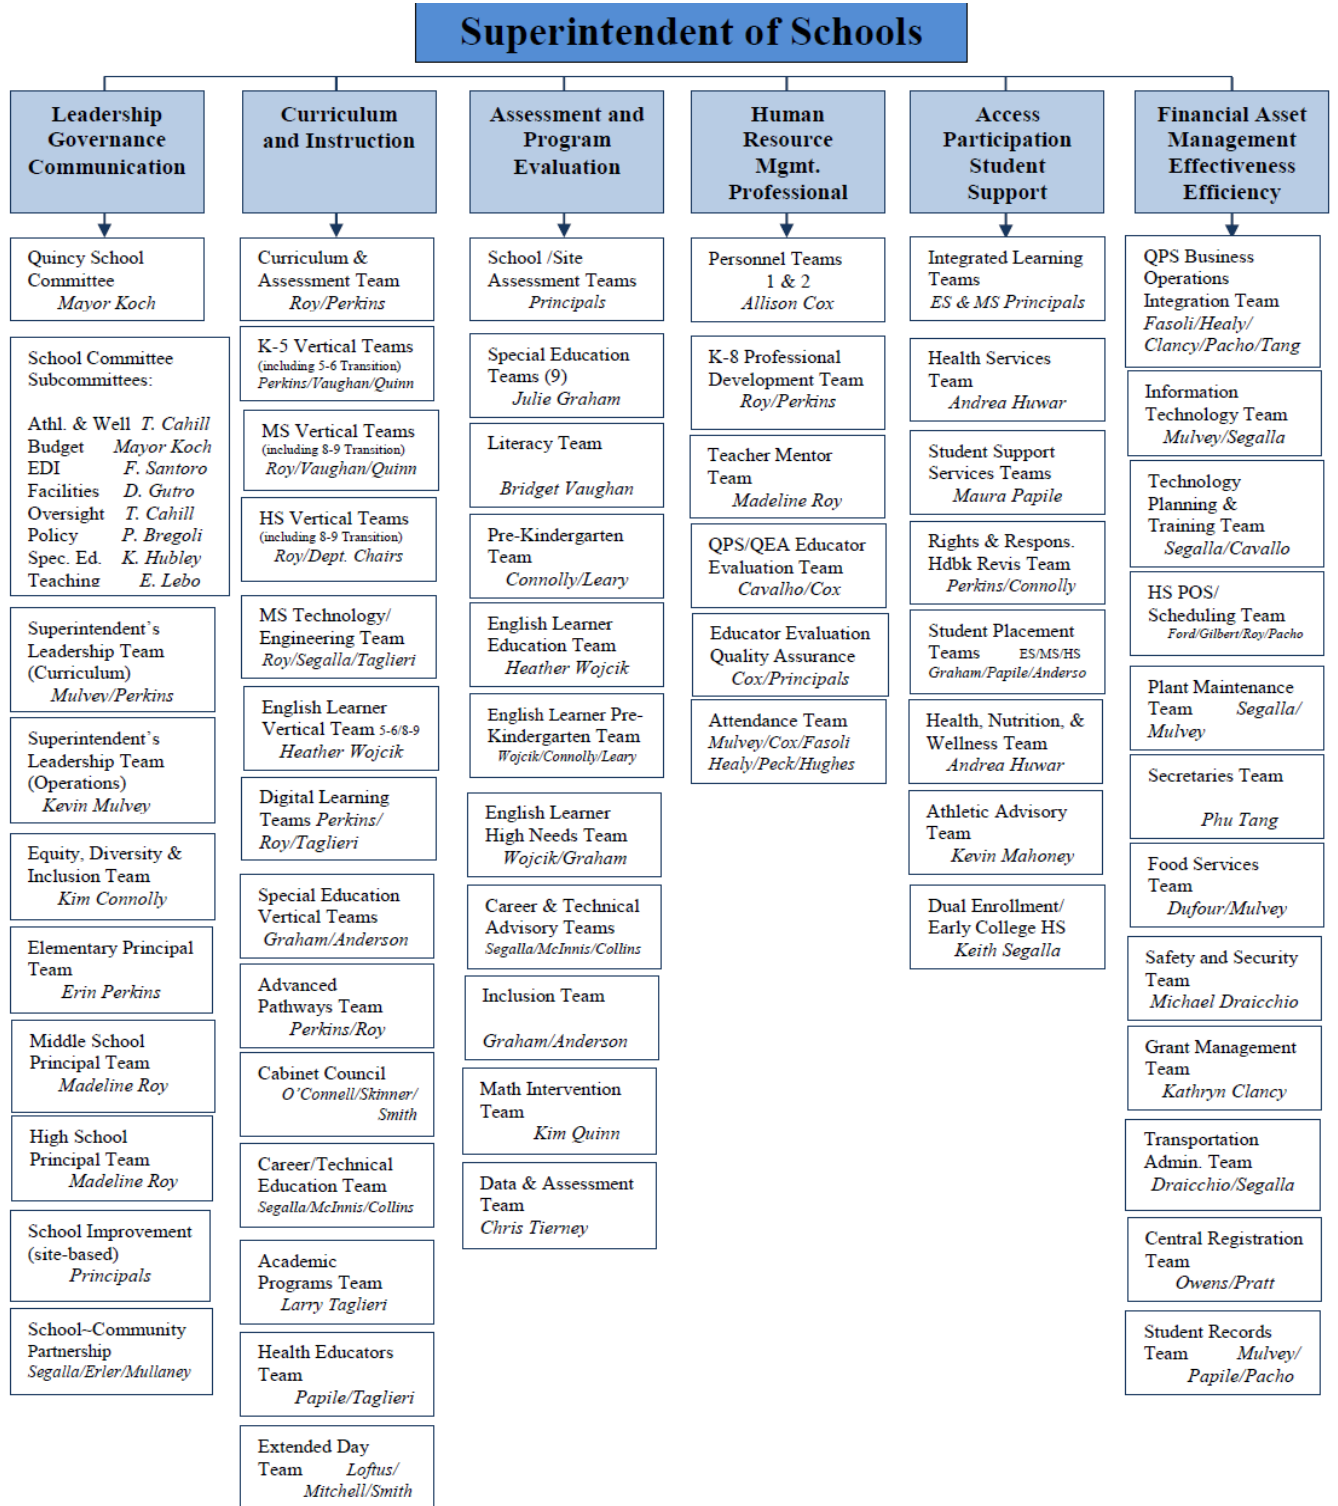 Superintendent of Schools
Leadership
Governance
Communication
Quincy School
Committee
Mayor Koch
School Committee
Subcommittees:
Athl. & Well T. Cahill
Budget Mayor Koch
EDI F. Santoro
Facilities D. Gutro
Oversight T. Cahill
Policy P. Bregoli
Spec. Ed. K. Hubley
Teaching E. Lebo
Superintendent's
Leadership Team
(Curriculum)
Mulvey/Perkins
Superintendent's
Leadership Team
(Operations)
Kevin Mulvey
Equity, Diversity &
Inclusion Team
Kim Connolly
Elementary Principal
Team
Erin Perkins
Middle School
Principal Team
Madeline Roy
High School
Principal Team
Madeline Roy
School Improvement
(site-based)
Principals
School~Community
Partnership
Segalla/Erler/Mullaney
Curriculum
and Instruction
Curriculum &
Assessment Team
Roy/Perkins
K-5 Vertical Teams
(including 5-6 Transition)
Perkins/Vaughan/Quinn
MS Vertical Teams
(including 8-9 Transition)
Roy/Vaughan/Quinn
HS Vertical Teams
(including 8-9 Transition)
Roy/Dept. Chairs
MS Technology/
Engineering Team
Roy/Segalla/Taglieri
English Learner
Vertical Team 5-6/8-9
Heather Wojcik
Digital Learning
Teams Perkins/
Roy/Taglieri
Special Education
Vertical Teams
Graham/Anderson
Advanced
Pathways Team
Perkins/Roy
Cabinet Council
O'Connell/Skinner/
Smith
Career/Technical
Education Team
Segalla/McInnis/Collins
Academic
Programs Team
Larry Taglieri
Health Educators
Team
Papile/Taglieri
Extended Day
Team Loftus/
Mitchell/Smith
Assessment and
Program
Evaluation
School /Site
Assessment Teams
Principals
Special Education
Teams (9)
Julie Graham
Literacy Team
Bridget Vaughan
Pre-Kindergarten
Team
Connolly/Leary
English Learner
Education Team
Heather Wojcik
English Learner Pre-
Kindergarten Team
Wojcik/Connolly/Leary
English Learner
High Needs Team
Wojcik/Graham
Career & Technical
Advisory Teams
Segalla/McInnis/Collins
Inclusion Team
Graham/Anderson
Math Intervention
Team
Kim Quinn
Data & Assessment
Team
Chris Tierney
Human
Resource
Mgmt.
Professional
Personnel Teams
1 & 2
Allison Cox
K-8 Professional
Development Team
Roy/Perkins
Teacher Mentor
Team
Madeline Roy
QPS/QEA Educator
Evaluation Team
Cavalho/Cox
Educator Evaluation
Quality Assurance
Cox/Principals
Attendance Team
Mulvey/Cox/Fasoli
Healy/Peck/Hughes
Access
Participation
Student
Support
Integrated Learning
Teams
ES & MS Principals
Health Services
Team
Andrea Huwar
Student Support
Services Teams
Maura Papile
Rights & Respons.
Hdbk Revis Team
Perkins/Connolly
Student Placement
Teams ES/MS/HS
Graham/Papile/Anderso
Health, Nutrition, &
Wellness Team
Andrea Huwar
Athletic Advisory
Team
Kevin Mahoney
Dual Enrollment/
Early College HS
Keith Segalla
Financial Asset
Management
Effectiveness
Efficiency
QPS Business
Operations
Integration Team
Fasoli/Healy/
Clancy/Pacho/Tang
Information
Technology Team
Mulvey/Segalla
Technology
Planning &
Training Team
Segalla/Cavallo
HS POS/
Scheduling Team
Ford/Gilbert/Roy/Pacho
Plant Maintenance
Team Segalla/
Mulvey
Secretaries Team
Phu Tang
Food Services
Team
Dufour/Mulvey
Safety and Security
Team
Michael Draicchio
Grant Management
Team
Kathryn Clancy
Transportation
Admin. Team
Draicchio/Segalla
Central Registration
Team
Owens/Pratt
Student Records
Team Mulvey/
Papile/Pacho